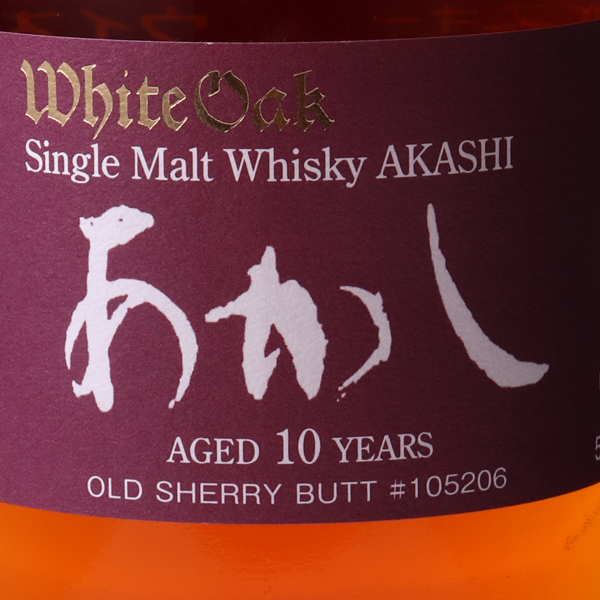 White Oak
Single Malt Whisky AKASHI
あかし
AGED 10 YEARS
OLD SHERRY BUTT #105206